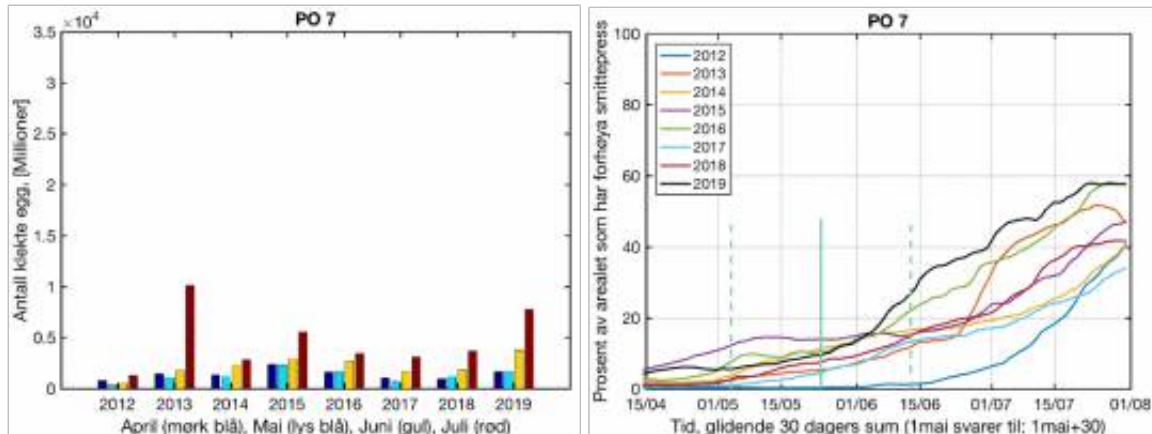 PO 7
×10⁴
3.5
3
2.5
2
1.5
1
0.5
0
Antall klekte egg, [Millioner]
2012 2013 2014 2015 2016 2017 2018 2019
April (mørk blå), Mai (lys blå), Juni (gul), Juli (rød)
PO 7
100
80
60
40
20
0
Prosent av arealet som har forhøya smittepress
2012
2013
2014
2015
2016
2017
2018
2019
15/04 01/05 15/05 01/06 15/06 01/07 15/07 01/08
Tid, glidende 30 dagers sum (1mai svarer til: 1mai+30)